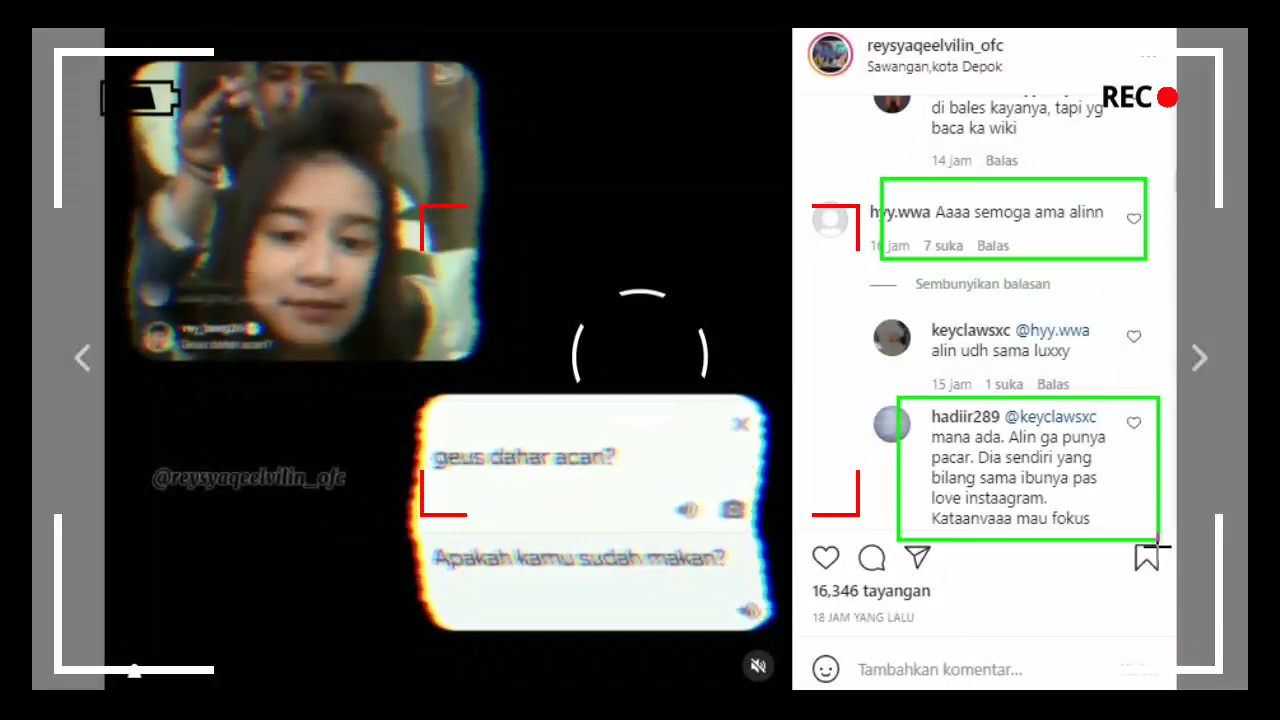 reysyaqeelvilin_ofc
Sawangan,kota Depok
REC
di bales kayanya, tapi yg
baca ka wiki
14 jam Balas
hyy.wwa Aaaa semoga ama alinn
16 jam 7 suka Balas
Sembunyikan balasan
keyclawsxc @hyy.wwa
alin udh sama luxxy
15 jam 1 suka Balas
hadiir289 @keyclawsxc
mana ada. Alin ga punya
pacar. Dia sendiri yang
bilang sama ibunya pas
love instaagram.
Kataanvaaa mau fokus
16,346 tayangan
18 JAM YANG LALU
Tambahkan komentar...
Geus dahar acan?
geus dahar acan?
Apakah kamu sudah makan?
@reysyaqeelvilin_ofc